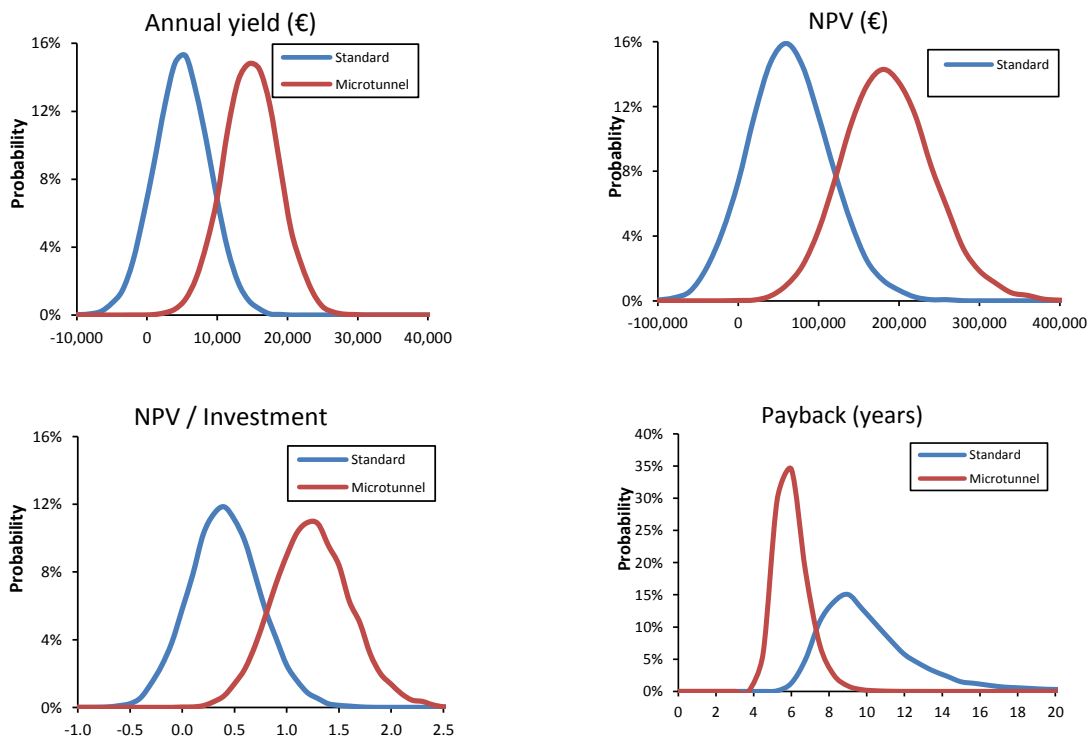 Annual yield (€)
16%
12%
8%
4%
0%
Probability
-10,000 0 10,000 20,000 30,000 40,000
Standard
Microtunnel
NPV (€)
16%
12%
8%
4%
0%
Probability
-100,000 0 100,000 200,000 300,000 400,000
Standard
NPV / Investment
16%
12%
8%
4%
0%
Probability
-1.0 -0.5 0.0 0.5 1.0 1.5 2.0 2.5
Standard
Microtunnel
Payback (years)
40%
35%
30%
25%
20%
15%
10%
5%
0%
Probability
0 2 4 6 8 10 12 14 16 18 20
Standard
Microtunnel